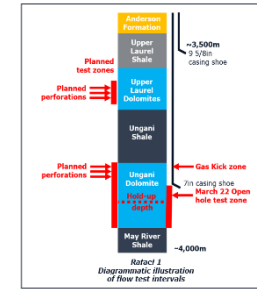 Anderson
Formation
Upper
Laurel
Shale
~3,500m
9 5/8in
casing shoe
Planned
test zones
Planned
perforations
Upper
Laurel
Dolomites
Ungani
Shale
Planned
perforations
Ungani
Dolomite
Gas Kick zone
Hold-up
depth
7in casing shoe
March 22 Open
hole test zone
May River
Shale
~4,000m
Rafael 1
Diagrammatic illustration
of flow test intervals